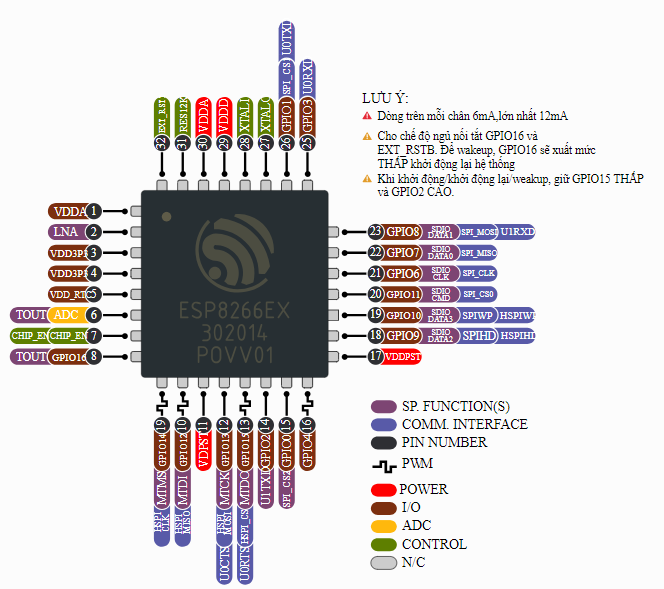 U0TXD
SPI_CS1 U0RXD
EXT_RST RES12K VDDA VDDD XTAL1 XTAL2 GPIO1 GPIO3
32 31 30 29 28 27 26 25
LƯU Ý:
Dòng trên mỗi chân 6mA,lớn nhất 12mA
Cho chế độ ngủ nối tắt GPIO16 và
EXT_RSTB. Để wakeup, GPIO16 sẽ xuất mức
THẤP khởi động lại hệ thống
Khi khởi động/khởi động lại/weakup, giữ GPIO15 THẤP
và GPIO2 CAO.
VDDA 1
LNA 2
VDD3P3 3
VDD3P3 4
VDD_RTC 5
TOUT ADC 6
CHIP_EN CHIP_EN 7
TOUT GPIO16 8
ESP8266EX
302014
P0VV01
23 GPIO8 SDIO DATA1 SPI_MOSI U1RXD
22 GPIO7 SDIO DATA0 SPI_MISO
21 GPIO6 SDIO CLK SPI_CLK
20 GPIO11 SDIO CMD SPI_CS0
19 GPIO10 SDIO DATA3 SPIWP HSPIWP
18 GPIO9 SDIO DATA2 SPIHD HSPIHD
17 VDDPST
19 10 11 12 13 14 15 16
GPIO14 GPIO12 VDPST GPIO13 GPIO15 GPIO2 GPIO0 GPIO4
MTMS MTDI MTCK MTDO U1TXD SPI_CS2
HSPI CLK HSPI MISO HSPI MOSI HSPI_CS
U0CTS U0RTS
SP. FUNCTION(S)
COMM. INTERFACE
PIN NUMBER
PWM
POWER
I/O
ADC
CONTROL
N/C